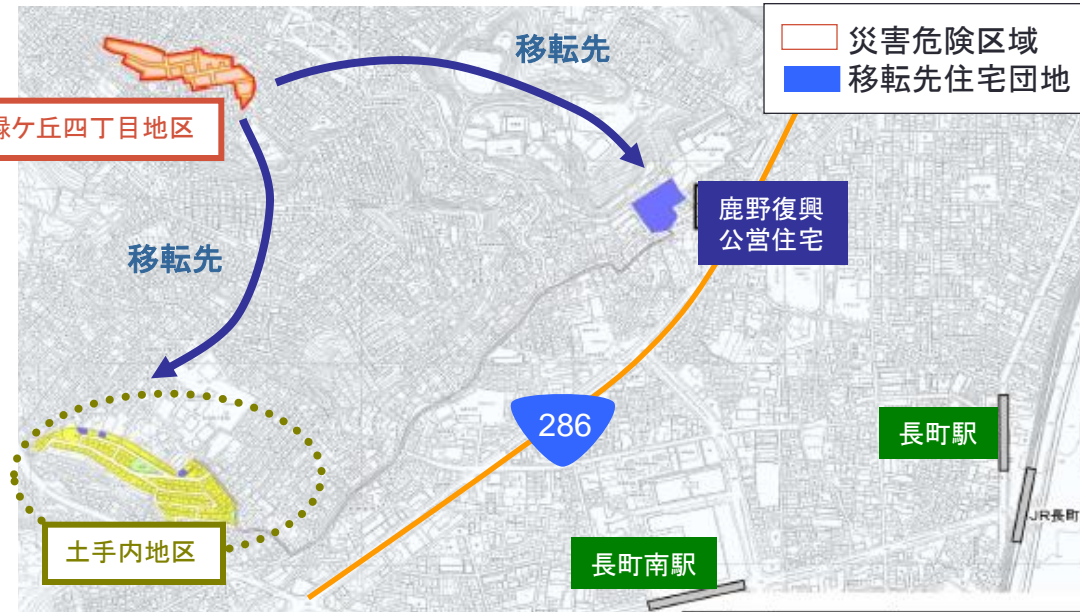 災害危険区域
移転先住宅団地
移転先
緑ケ丘四丁目地区
鹿野復興
公営住宅
移転先
286
長町駅
JR長町
土手内地区
長町南駅